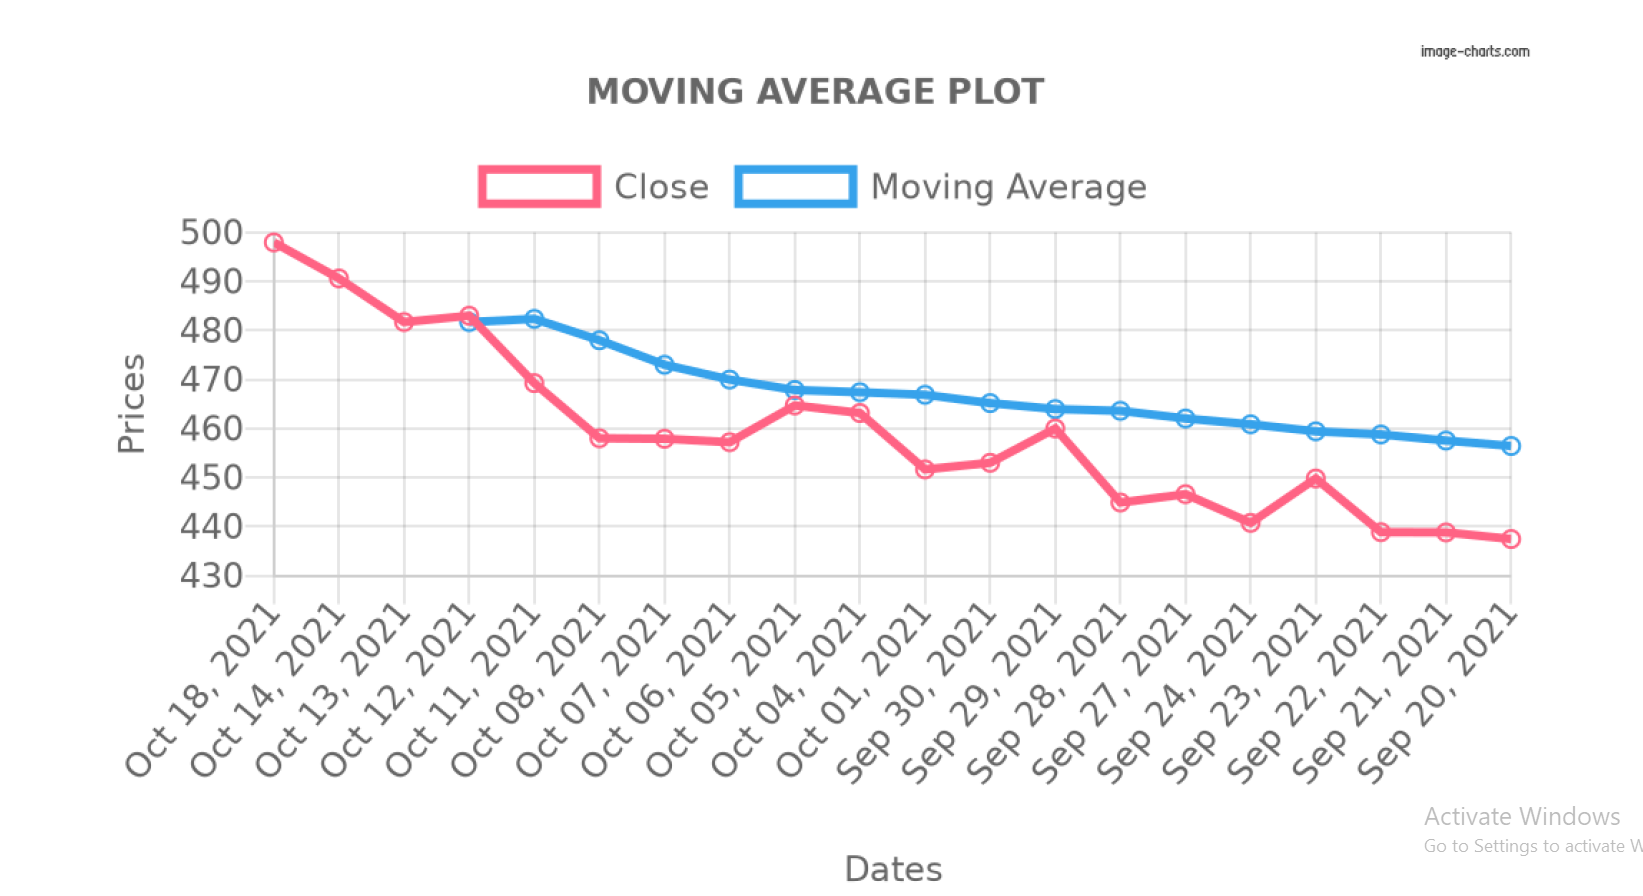 image-charts.com
MOVING AVERAGE PLOT
Close
Moving Average
500
490
480
470
460
450
440
430
Prices
Oct 18, 2021
Oct 14, 2021
Oct 13, 2021
Oct 12, 2021
Oct 11, 2021
Oct 08, 2021
Oct 07, 2021
Oct 06, 2021
Oct 05, 2021
Oct 04, 2021
Oct 01, 2021
Sep 30, 2021
Sep 29, 2021
Sep 28, 2021
Sep 27, 2021
Sep 24, 2021
Sep 23, 2021
Sep 22, 2021
Sep 21, 2021
Sep 20, 2021
Dates
Activate Windows
Go to Settings to activate W